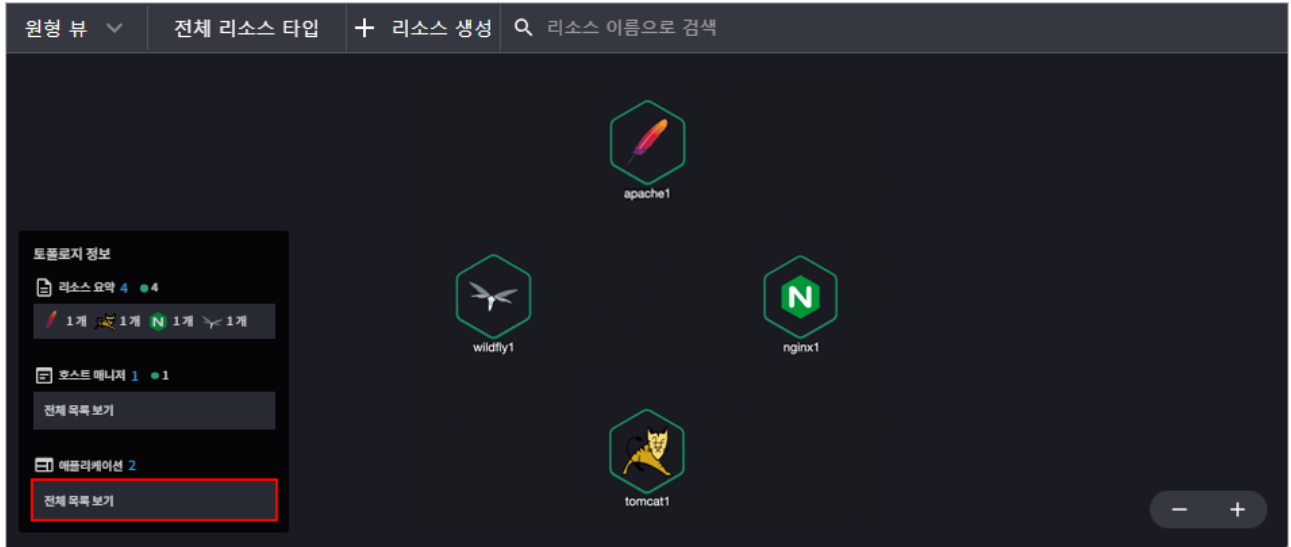 원형 뷰 전체 리소스 타입 + 리소스 생성 리소스 이름으로 검색
apache1
wildfly1
nginx1
tomcat1
토폴로지 정보
리소스 요약 4 4
1개 1개 N 1개 1개
호스트 매니저 1 1
전체 목록 보기
애플리케이션 2
전체 목록 보기
N
− +